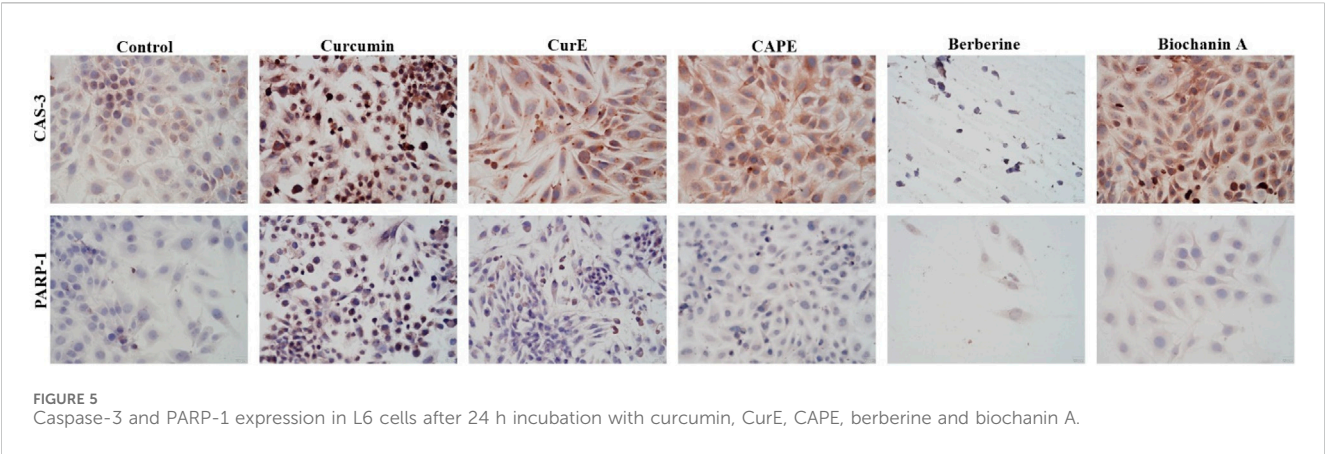 Control Curcumin CurE CAPE Berberine Biochanin A
CAS-3
PARP-1
FIGURE 5
Caspase-3 and PARP-1 expression in L6 cells after 24 h incubation with curcumin, CurE, CAPE, berberine and biochanin A.